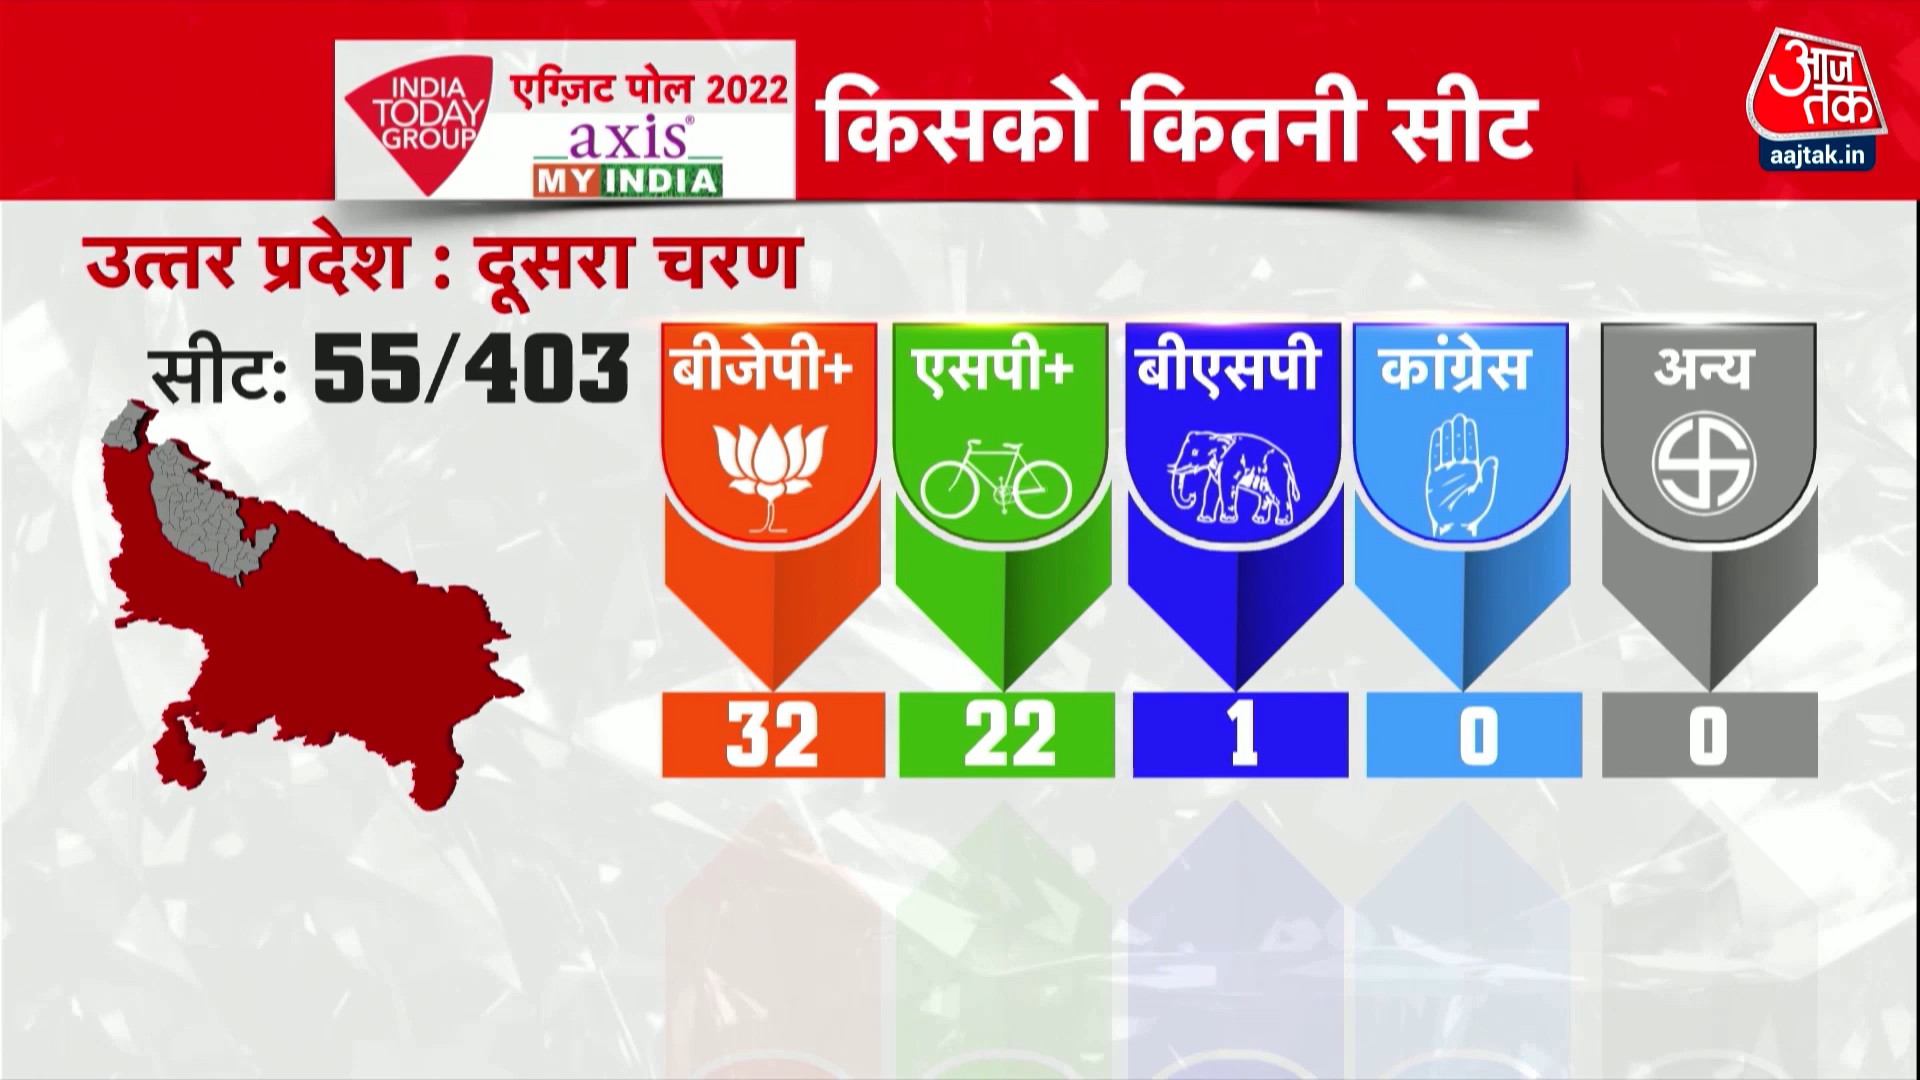 INDIA
TODAY
GROUP
एग्ज़िट पोल 2022
axis®
MY INDIA
किसको कितनी सीट
आज
तक
aajtak.in
उत्तर प्रदेश : दूसरा चरण
सीट: 55/403
बीजेपी+
एसपी+
बीएसपी
कांग्रेस
अन्य
32
22
1
0
0